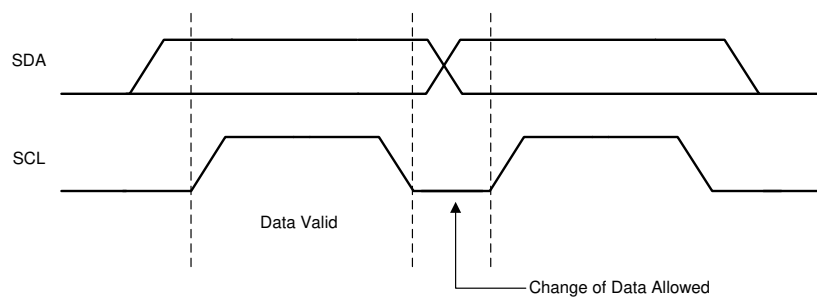 SDA
SCL
Data Valid
Change of Data Allowed